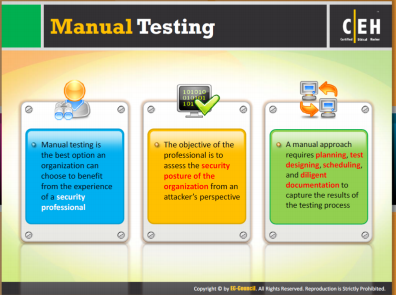 Manual Testing
C EH
Certified Ethical Hacker
101010
010101
101
Manual testing is
the best option an
organization can
choose to benefit
from the experience
of a security
professional
The objective of the
professional is to
assess the security
posture of the
organization from an
attacker's perspective
A manual approach
requires planning, test
designing, scheduling,
and diligent
documentation to
capture the results of
the testing process
Copyright © by EC-Council. All Rights Reserved. Reproduction is Strictly Prohibited.